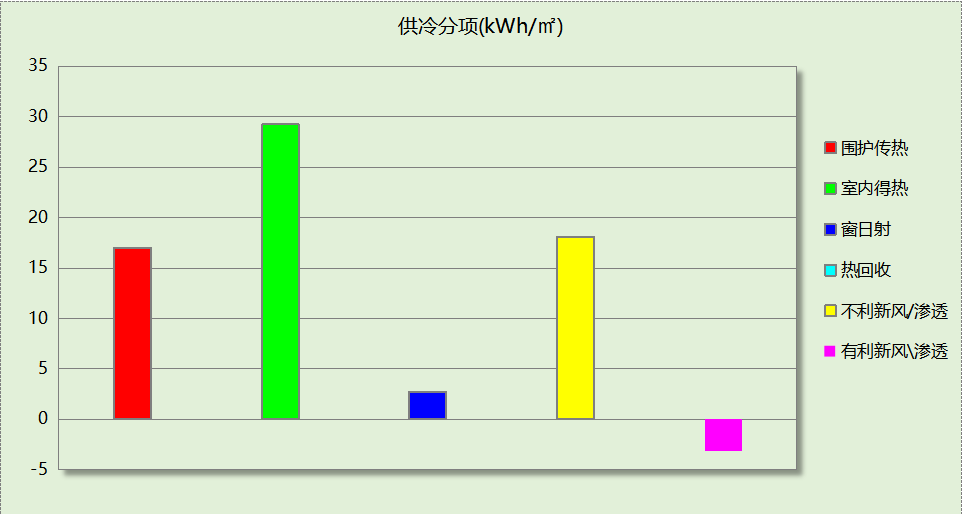 供冷分项(kWh/㎡)
35
30
25
20
15
10
5
0
-5
围护传热
室内得热
窗日射
热回收
不利新风/渗透
有利新风\渗透